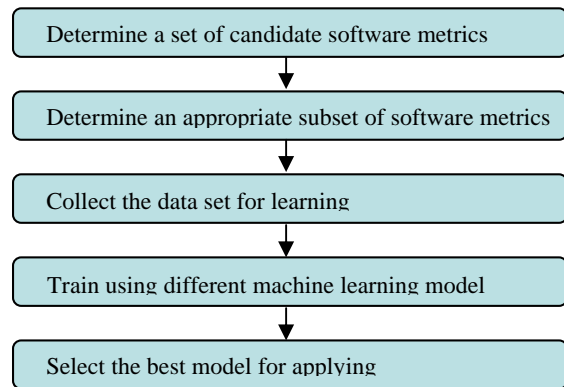 Determine a set of candidate software metrics
Determine an appropriate subset of software metrics
Collect the data set for learning
Train using different machine learning model
Select the best model for applying